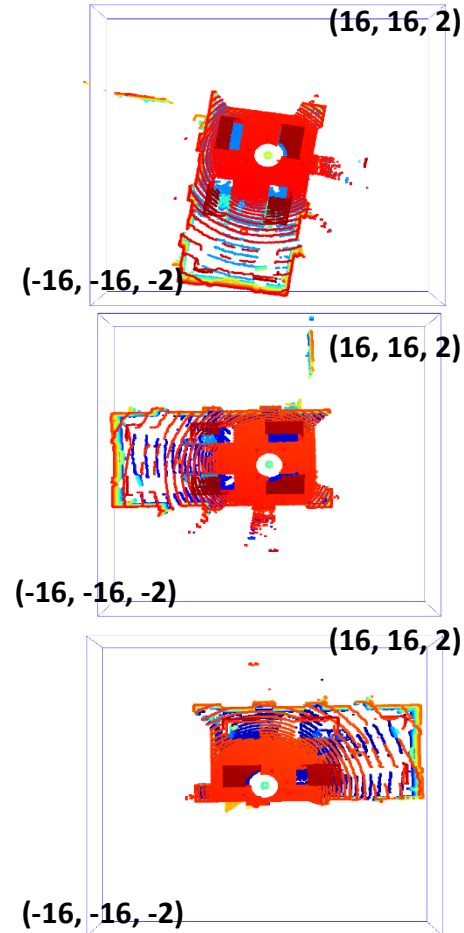 (16, 16, 2)
(-16, -16, -2)
(16, 16, 2)
(-16, -16, -2)
(16, 16, 2)
(-16, -16, -2)